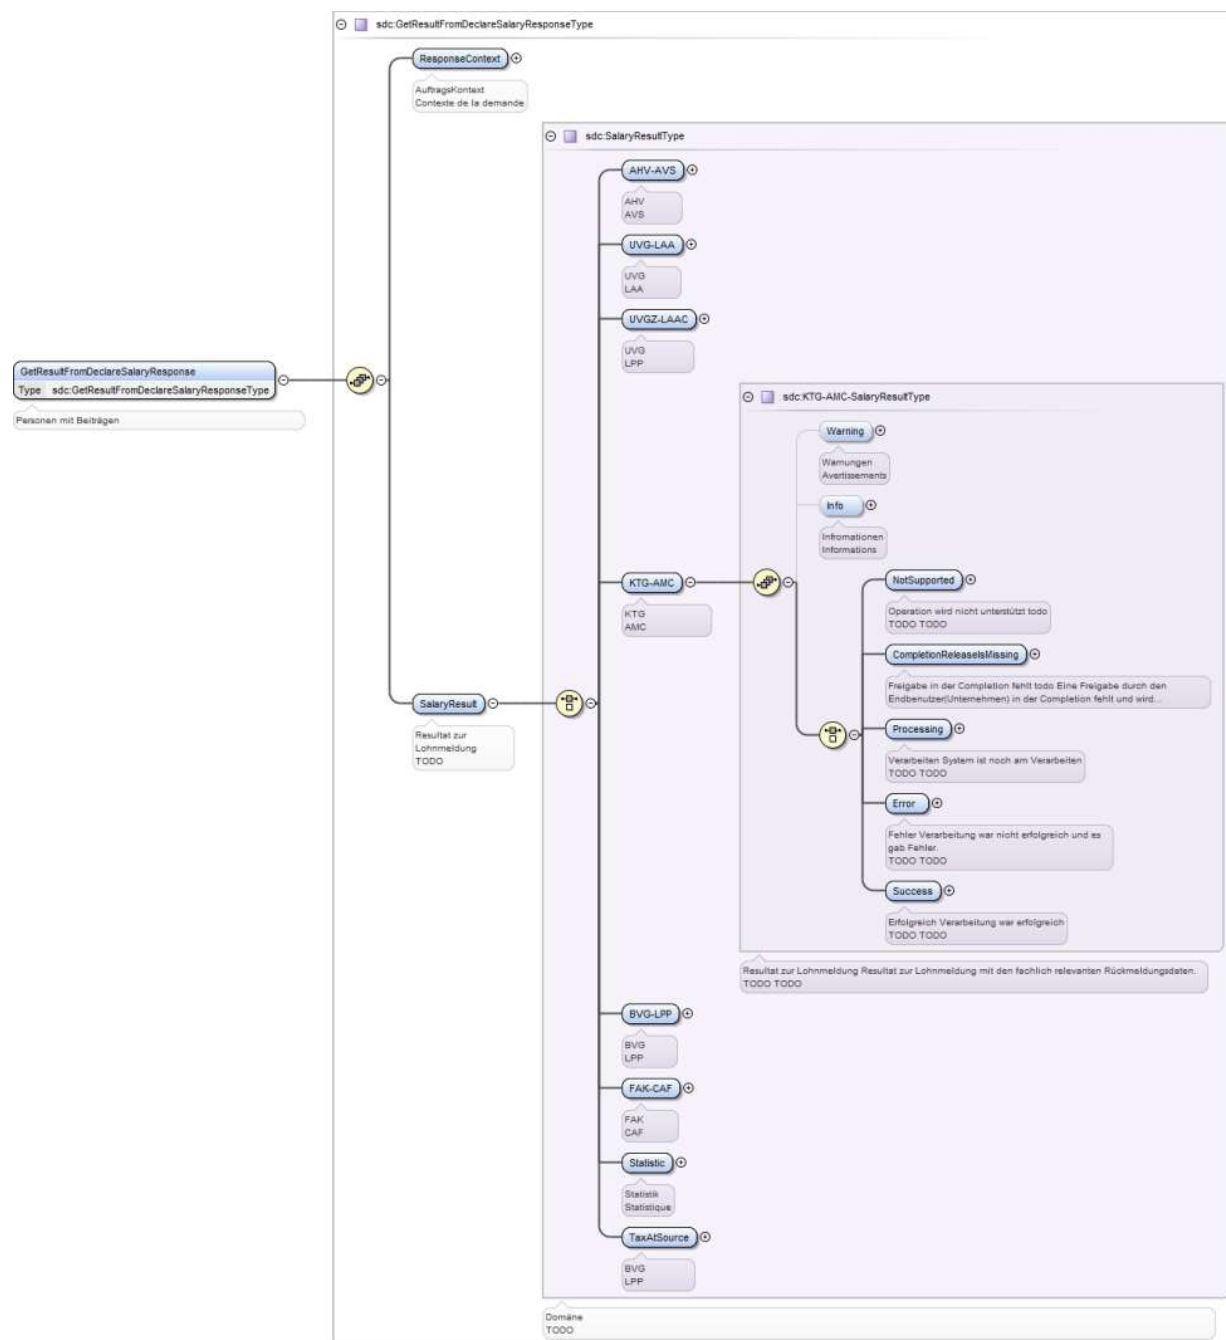 sdc:GetResultFromDeclareSalaryResponseType
ResponseContext
AuftragsKontext
Contexte de la demande
sdc:SalaryResultType
AHV-AVS
AHV
AVS
UVG-LAA
UVG
LAA
UVGZ-LAAC
UVG
LPP
GetResultFromDeclareSalaryResponse
Type sdc:GetResultFromDeclareSalaryResponseType
Personen mit Beiträgen
sdc:KTG-AMC-SalaryResultType
Warning
Warnungen
Avertissements
Info
Infromationen
Informations
KTG-AMC
KTG
AMC
NotSupported
Operation wird nicht unterstützt todo
TODO TODO
CompletionReleaseIsMissing
Freigabe in der Completion fehlt todo Eine Freigabe durch den
Endbenutzer(Unternehmen) in der Completion fehlt und wird...
SalaryResult
Resultat zur
Lohnmeldung
TODO
Processing
Verarbeiten System ist noch am Verarbeiten
TODO TODO
Error
Fehler Verarbeitung war nicht erfolgreich und es
gab Fehler.
TODO TODO
Success
Erfolgreich Verarbeitung war erfolgreich
TODO TODO
Resultat zur Lohnmeldung Resultat zur Lohnmeldung mit den fachlich relevanten Rückmeldungsdaten.
TODO TODO
BVG-LPP
BVG
LPP
FAK-CAF
FAK
CAF
Statistic
Statistik
Statistique
TaxAtSource
BVG
LPP
Domäne
TODO